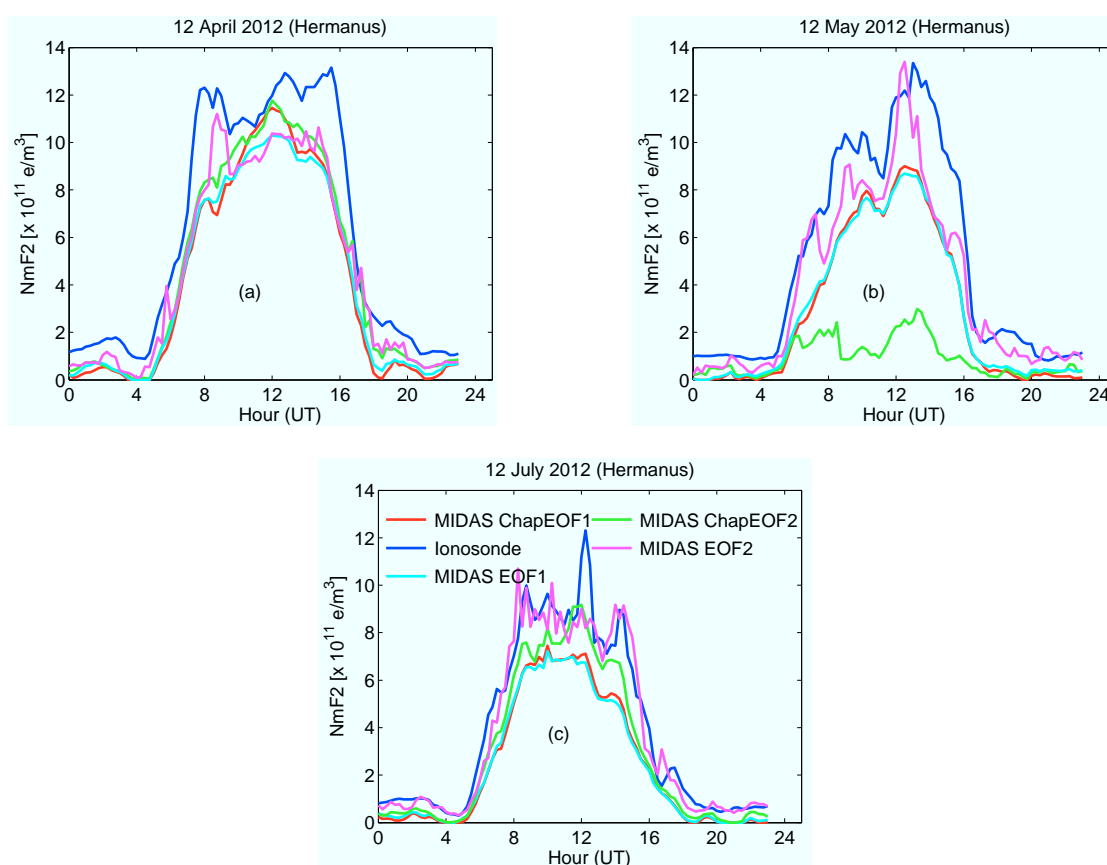 12 April 2012 (Hermanus)
14
12
10
8
6
4
2
0
NmF2 [x 10^11 e/m^3]
(a)
0 4 8 12 16 20 24
Hour (UT)
12 May 2012 (Hermanus)
14
12
10
8
6
4
2
0
NmF2 [x 10^11 e/m^3]
(b)
0 4 8 12 16 20 24
Hour (UT)
12 July 2012 (Hermanus)
14
12
10
8
6
4
2
0
NmF2 [x 10^11 e/m^3]
MIDAS ChapEOF1
Ionosonde
MIDAS EOF1
MIDAS ChapEOF2
MIDAS EOF2
(c)
0 4 8 12 16 20 24
Hour (UT)